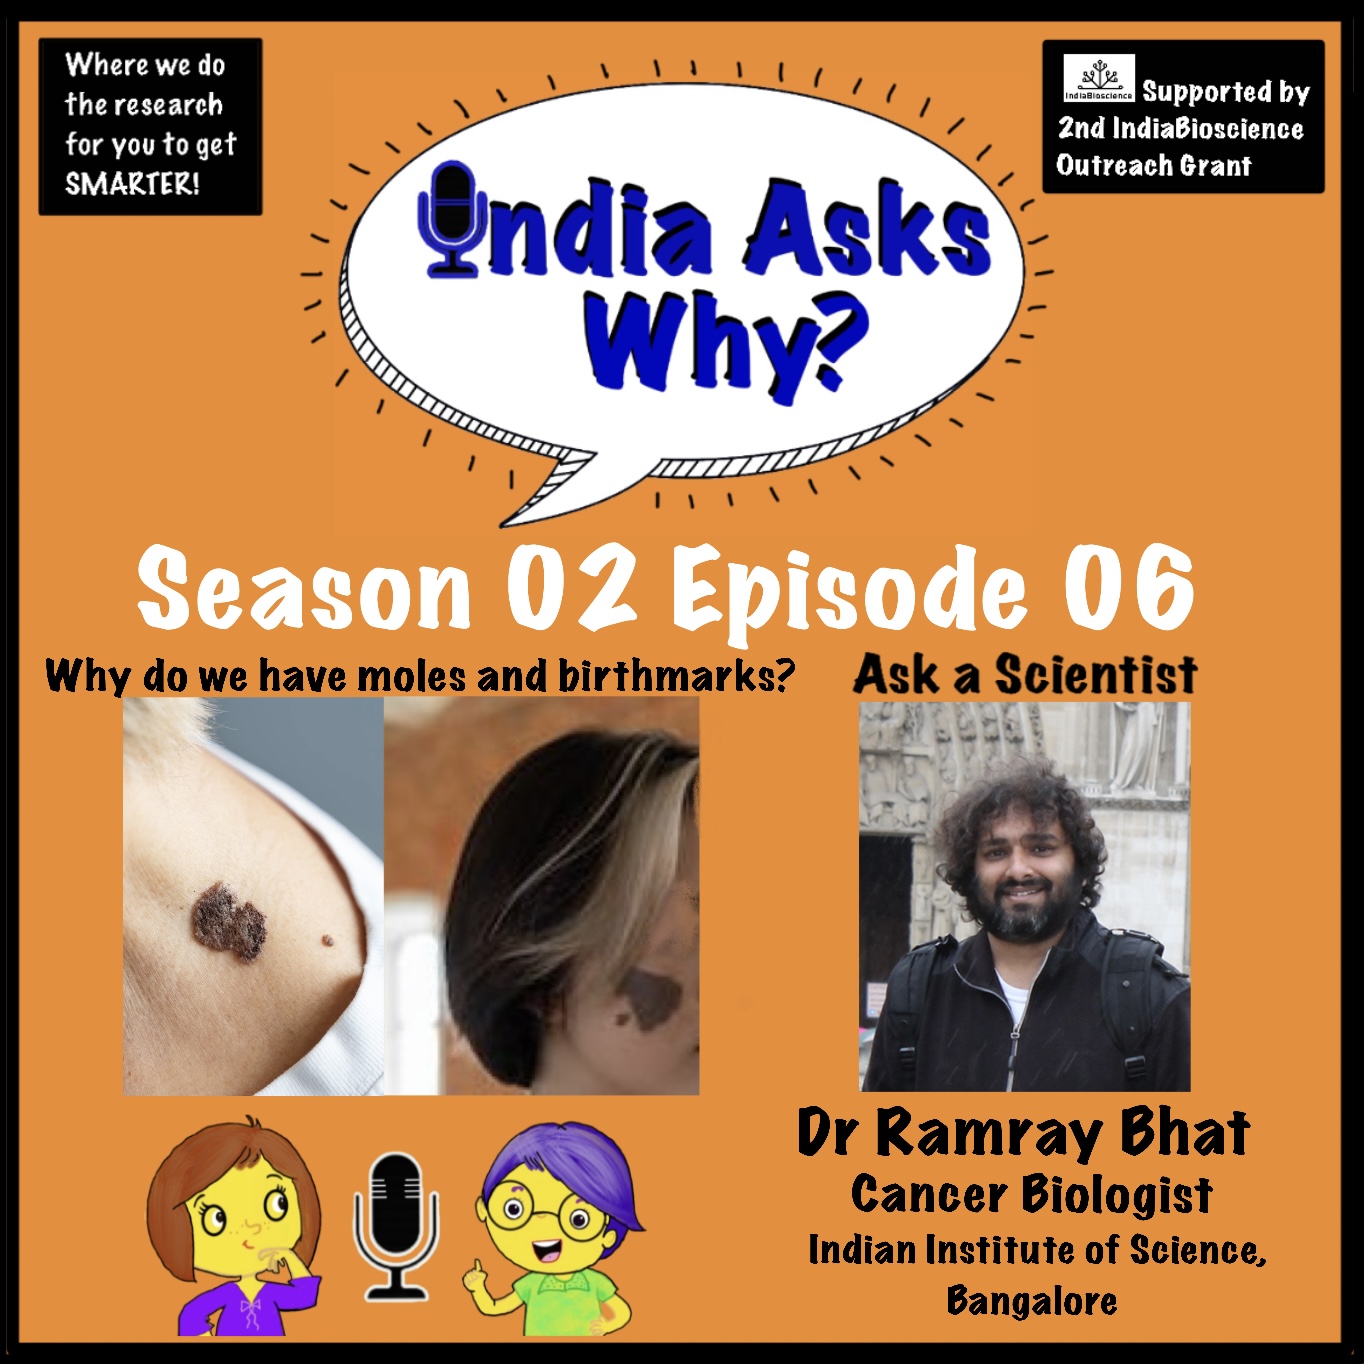 Where we do
the research
for you to get
SMARTER!
IndiaBioscience
Supported by
2nd IndiaBioscience
Outreach Grant
India Asks
Why?
Season 02 Episode 06
Why do we have moles and birthmarks?
Ask a Scientist
Dr Ramray Bhat
Cancer Biologist
Indian Institute of Science,
Bangalore